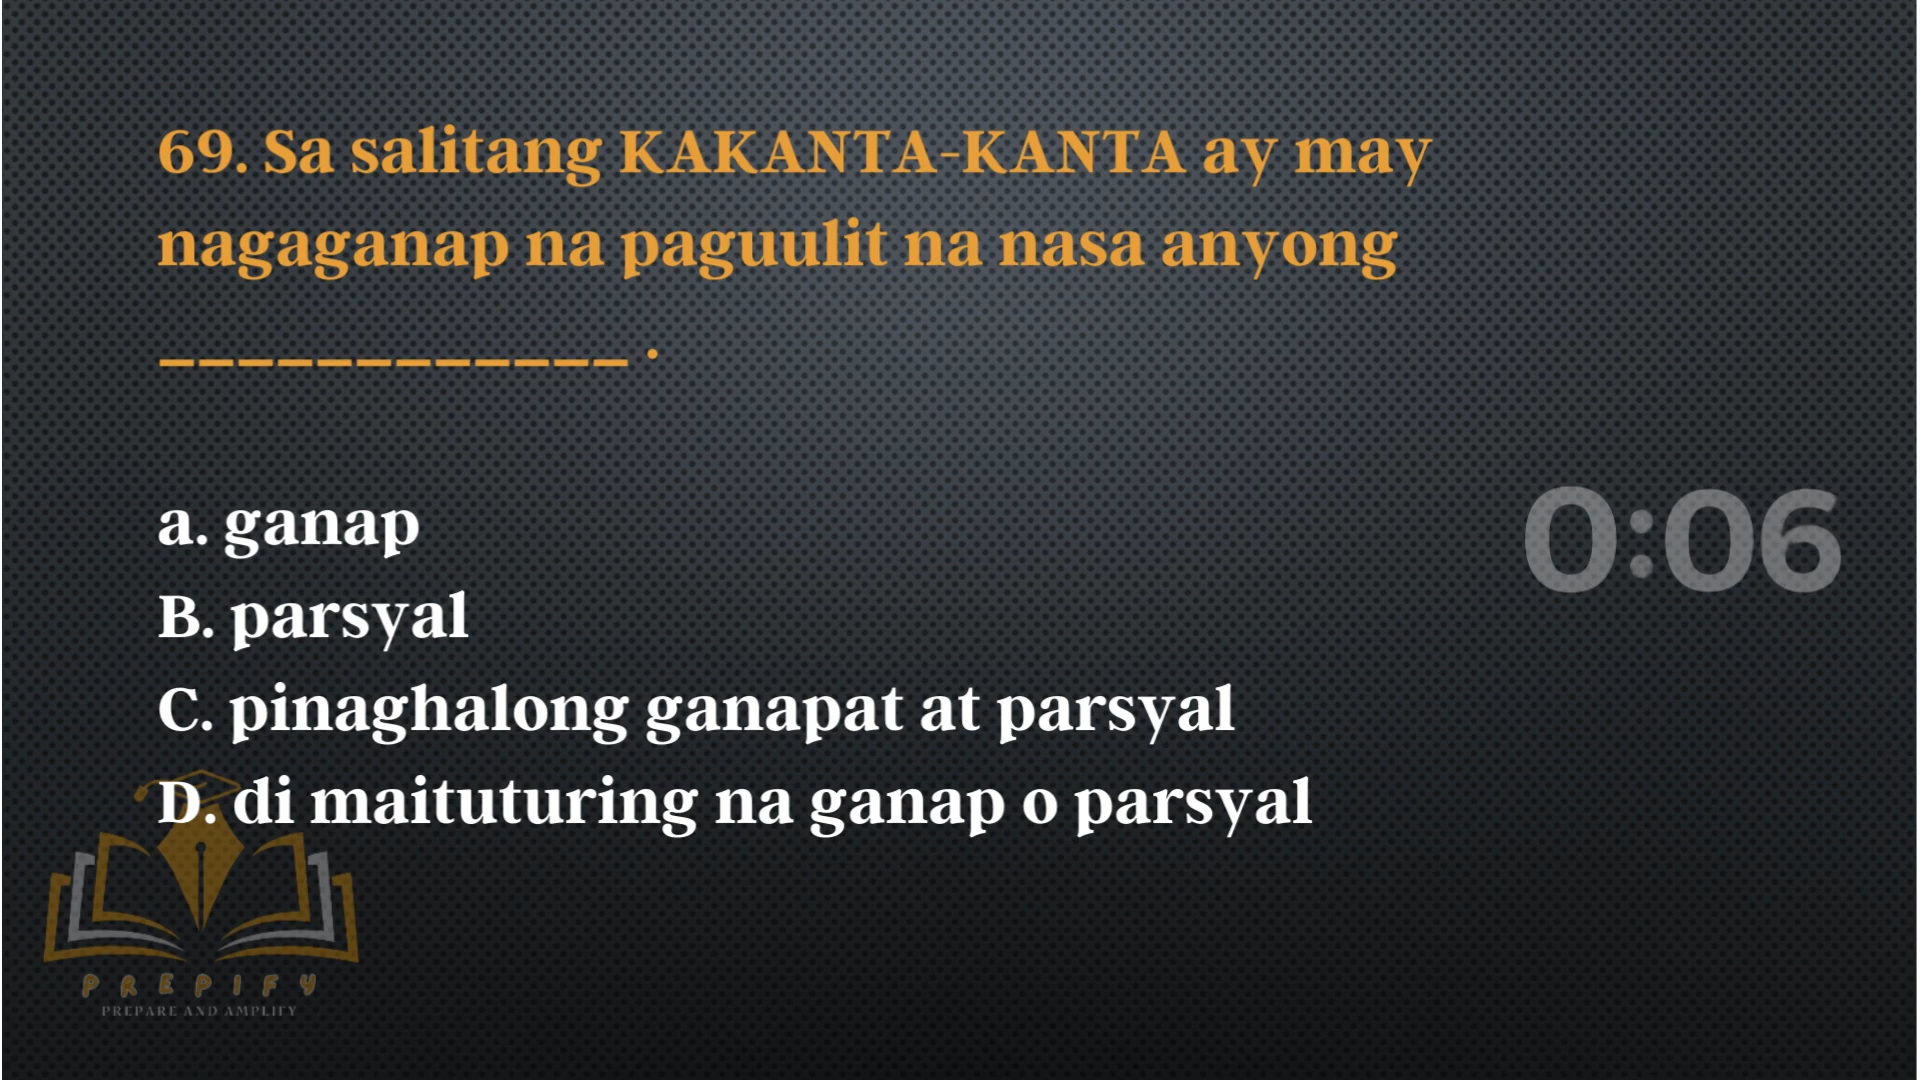 69. Sa salitang KAKANTA-KANTA ay may
nagaganap na paguulit na nasa anyong
____________ .
a. ganap
B. parsyal
C. pinaghalong ganapat at parsyal
D. di maituturing na ganap o parsyal
0:06
PREPIFY
PREPARE AND AMPLIFY